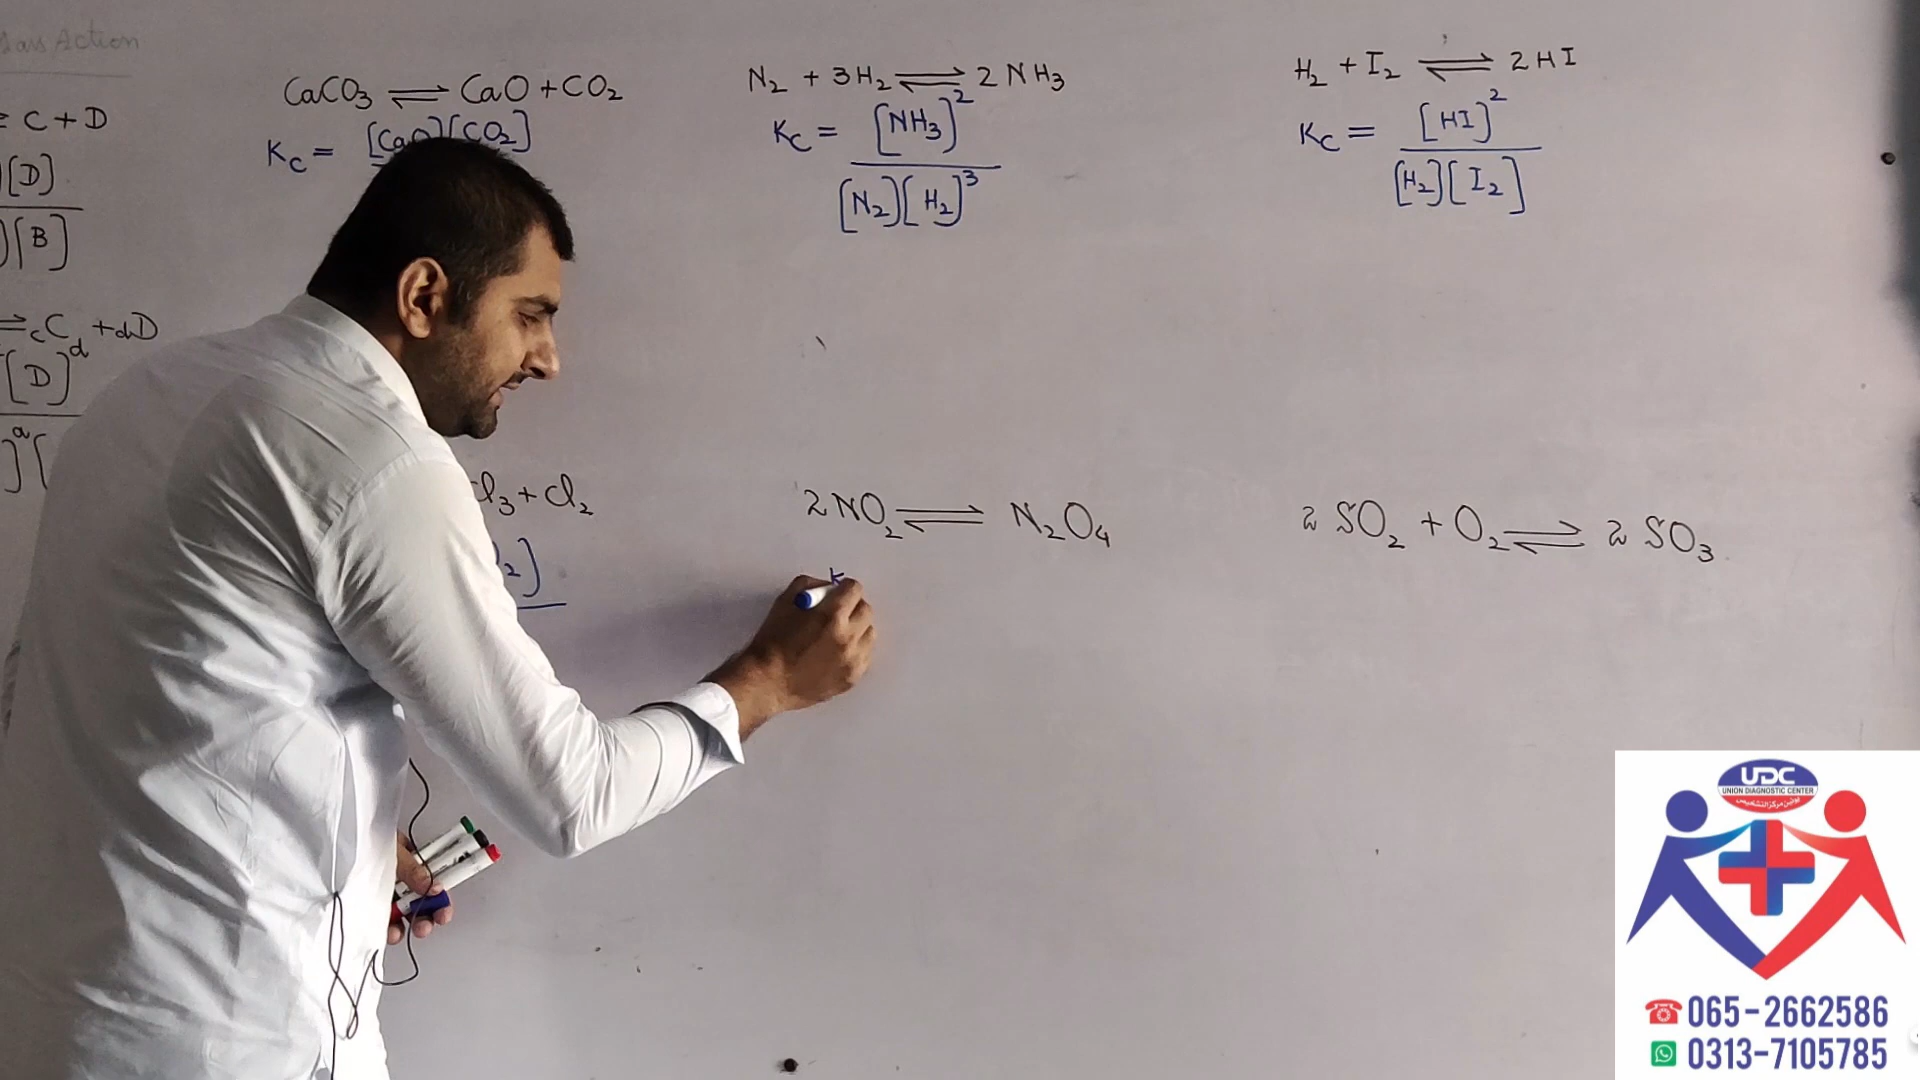 Mass Action
⇌ C + D
[D]
[B]
⇌ cC + dD
[D]^d
]^a [
CaCO3 ⇌ CaO + CO2
Kc = [CaO][CO2]
l3 + Cl2
2]
N2 + 3H2 ⇌ 2NH3
Kc = [NH3]^2
[N2][H2]^3
2NO2 ⇌ N2O4
K
H2 + I2 ⇌ 2HI
Kc = [HI]^2
[H2][I2]
2SO2 + O2 ⇌ 2SO3
UDC
UNION DIAGNOSTIC CENTER
065-2662586
0313-7105785